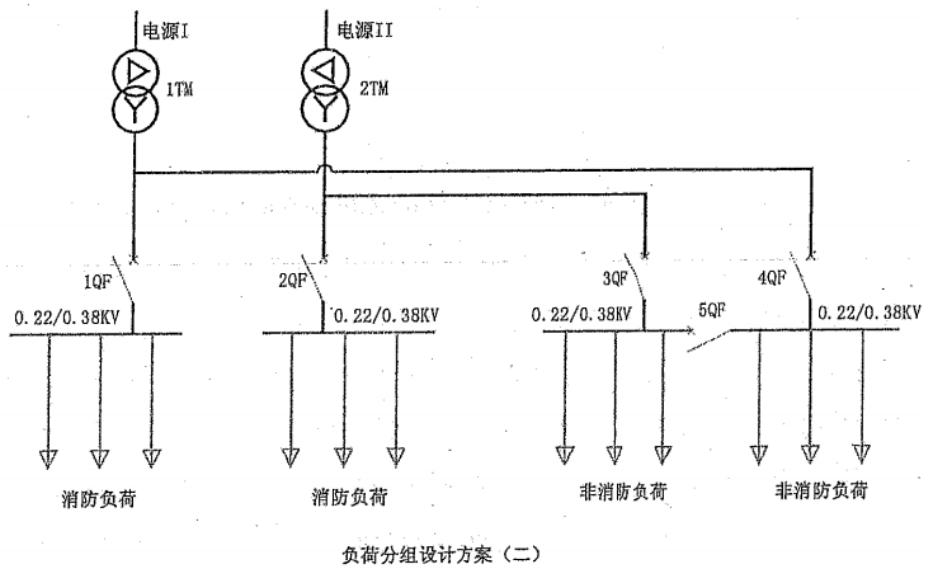 电源I
电源II
1TM
2TM
1QF
2QF
3QF
4QF
5QF
0.22/0.38KV
0.22/0.38KV
0.22/0.38KV
0.22/0.38KV
消防负荷
消防负荷
非消防负荷
非消防负荷
负荷分组设计方案（二）